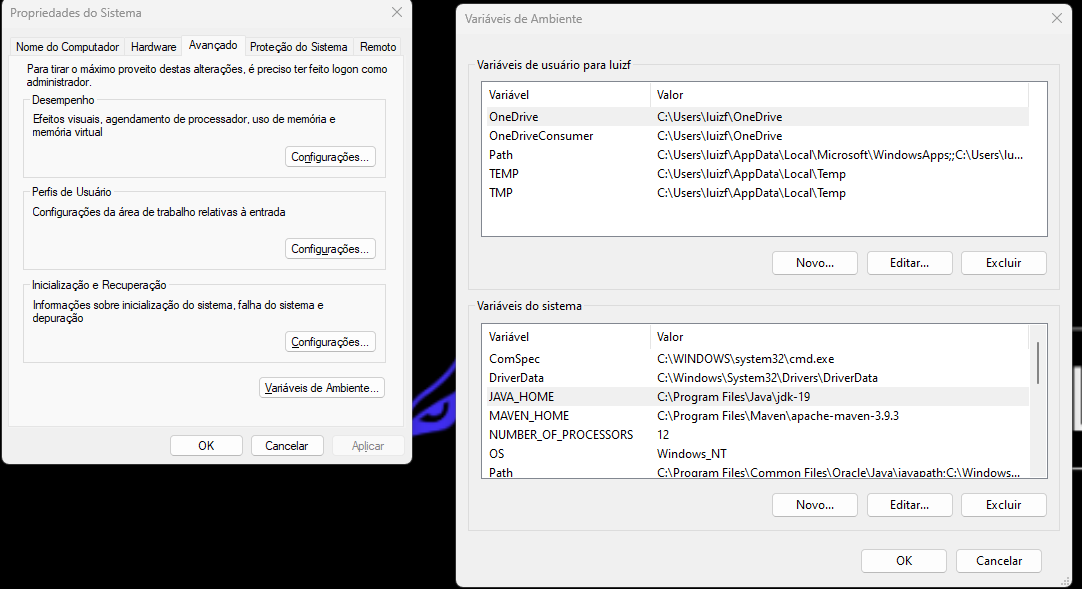 Propriedades do Sistema
Nome do Computador Hardware Avançado Proteção do Sistema Remoto
Para tirar o máximo proveito destas alterações, é preciso ter feito logon como
administrador.
Desempenho
Efeitos visuais, agendamento de processador, uso de memória e
memória virtual
Configurações...
Perfis de Usuário
Configurações da área de trabalho relativas à entrada
Configurações...
Inicialização e Recuperação
Informações sobre inicialização do sistema, falha do sistema e
depuração
Configurações...
Variáveis de Ambiente...
OK Cancelar Aplicar
Variáveis de Ambiente
Variáveis de usuário para luizf
Variável Valor
OneDrive C:\Users\luizf\OneDrive
OneDriveConsumer C:\Users\luizf\OneDrive
Path C:\Users\luizf\AppData\Local\Microsoft\WindowsApps;;C:\Users\lu...
TEMP C:\Users\luizf\AppData\Local\Temp
TMP C:\Users\luizf\AppData\Local\Temp
Novo... Editar... Excluir
Variáveis do sistema
Variável Valor
ComSpec C:\WINDOWS\system32\cmd.exe
DriverData C:\Windows\System32\Drivers\DriverData
JAVA_HOME C:\Program Files\Java\jdk-19
MAVEN_HOME C:\Program Files\Maven\apache-maven-3.9.3
NUMBER_OF_PROCESSORS 12
OS Windows_NT
Path C:\Program Files\Common Files\Oracle\Java\javapath;C:\Windows...
Novo... Editar... Excluir
OK Cancelar